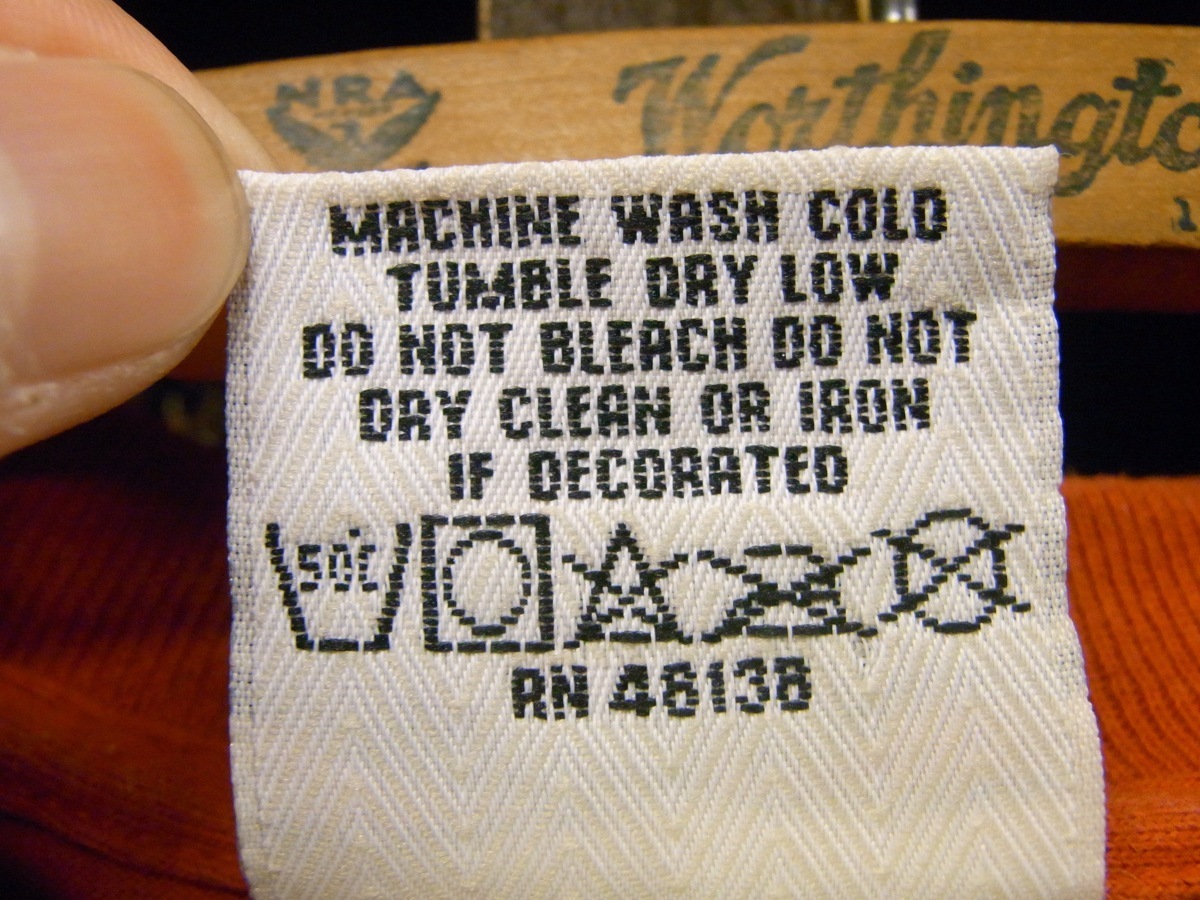 NRA
Worthingto
MACHINE WASH COLD
TUMBLE DRY LOW
DO NOT BLEACH DO NOT
DRY CLEAN OR IRON
IF DECORATED
50°C
RN 48138